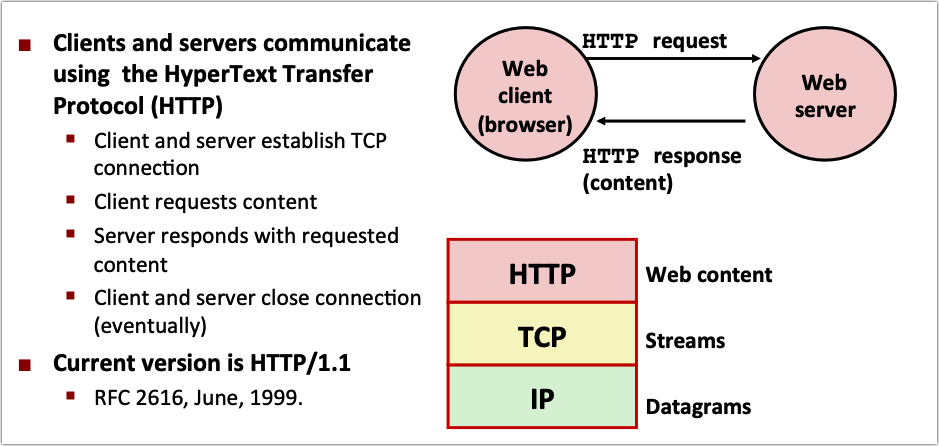 Clients and servers communicate
using the HyperText Transfer
Protocol (HTTP)
Client and server establish TCP
connection
Client requests content
Server responds with requested
content
Client and server close connection
(eventually)
Current version is HTTP/1.1
RFC 2616, June, 1999.
HTTP request
Web
client
(browser)
Web
server
HTTP response
(content)
HTTP
Web content
TCP
Streams
IP
Datagrams